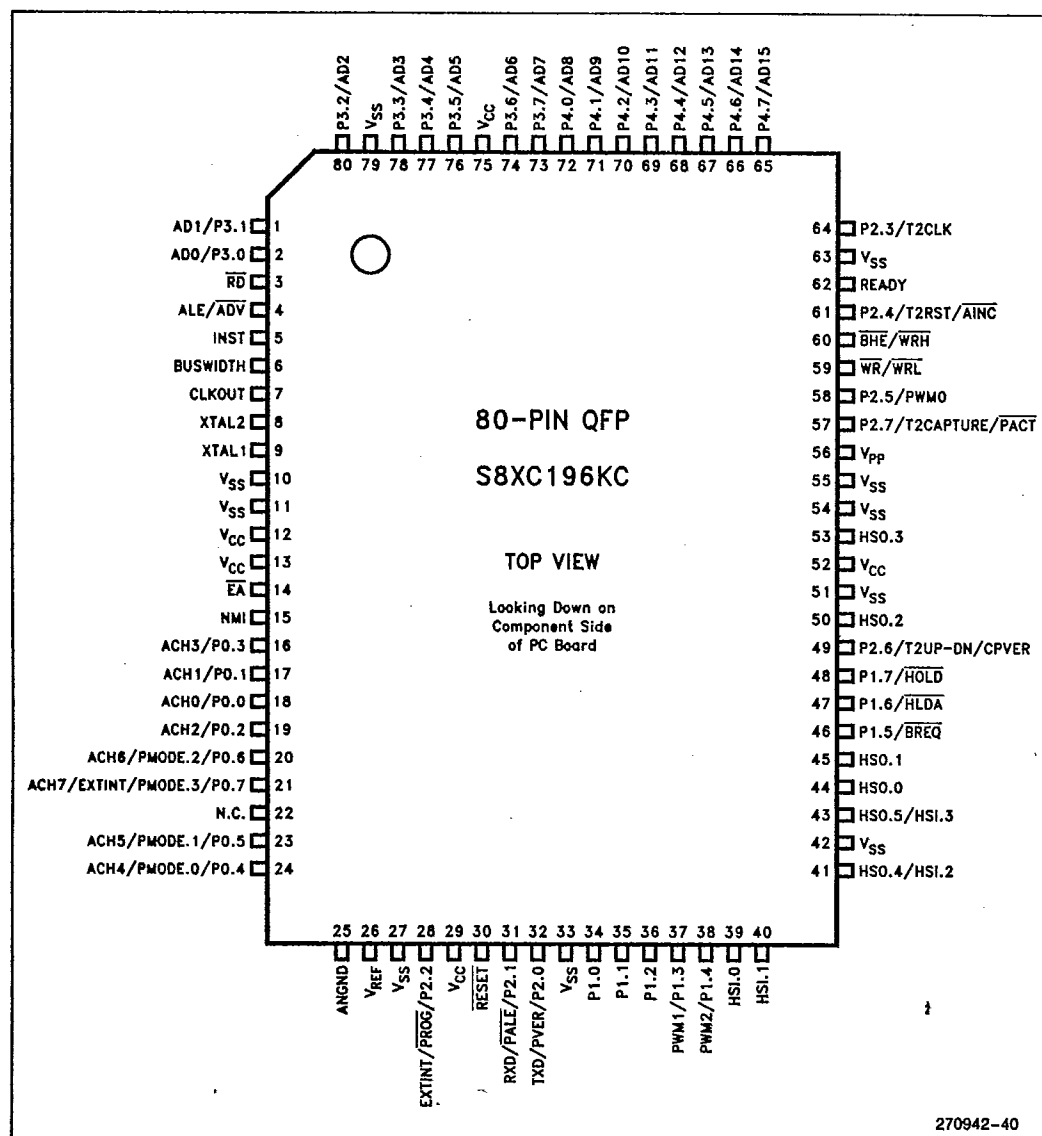 P3.2/AD2
VSS
P3.3/AD3
P3.4/AD4
P3.5/AD5
VCC
P3.6/AD6
P3.7/AD7
P4.0/AD8
P4.1/AD9
P4.2/AD10
P4.3/AD11
P4.4/AD12
P4.5/AD13
P4.6/AD14
P4.7/AD15
80 79 78 77 76 75 74 73 72 71 70 69 68 67 66 65
AD1/P3.1 1
AD0/P3.0 2
RD 3
ALE/ADV 4
INST 5
BUSWIDTH 6
CLKOUT 7
XTAL2 8
XTAL1 9
VSS 10
VSS 11
VCC 12
VCC 13
EA 14
NMI 15
ACH3/P0.3 16
ACH1/P0.1 17
ACH0/P0.0 18
ACH2/P0.2 19
ACH6/PMODE.2/P0.6 20
ACH7/EXTINT/PMODE.3/P0.7 21
N.C. 22
ACH5/PMODE.1/P0.5 23
ACH4/PMODE.0/P0.4 24
80-PIN QFP
S8XC196KC
TOP VIEW
Looking Down on
Component Side
of PC Board
64 P2.3/T2CLK
63 VSS
62 READY
61 P2.4/T2RST/AINC
60 BHE/WRH
59 WR/WRL
58 P2.5/PWM0
57 P2.7/T2CAPTURE/PACT
56 VPP
55 VSS
54 VSS
53 HSO.3
52 VCC
51 VSS
50 HSO.2
49 P2.6/T2UP-DN/CPVER
48 P1.7/HOLD
47 P1.6/HLDA
46 P1.5/BREQ
45 HSO.1
44 HSO.0
43 HSO.5/HSI.3
42 VSS
41 HSO.4/HSI.2
25 26 27 28 29 30 31 32 33 34 35 36 37 38 39 40
ANGND
VREF
VSS
EXTINT/PROG/P2.2
VCC
RESET
RXD/PALE/P2.1
TXD/PVER/P2.0
VSS
P1.0
P1.1
P1.2
PWM1/P1.3
PWM2/P1.4
HSI.0
HSI.1
270942-40